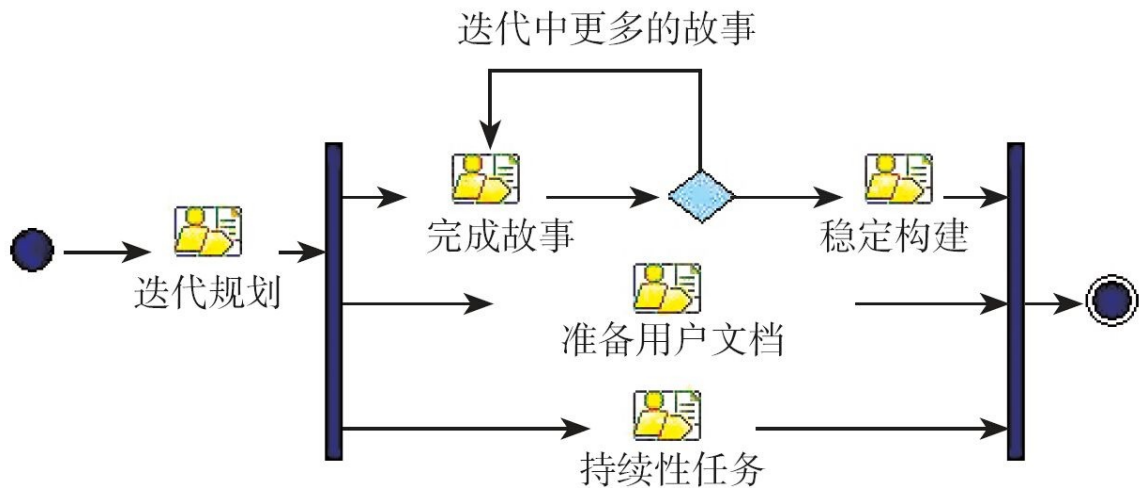 迭代中更多的故事
完成故事
稳定构建
迭代规划
准备用户文档
持续性任务